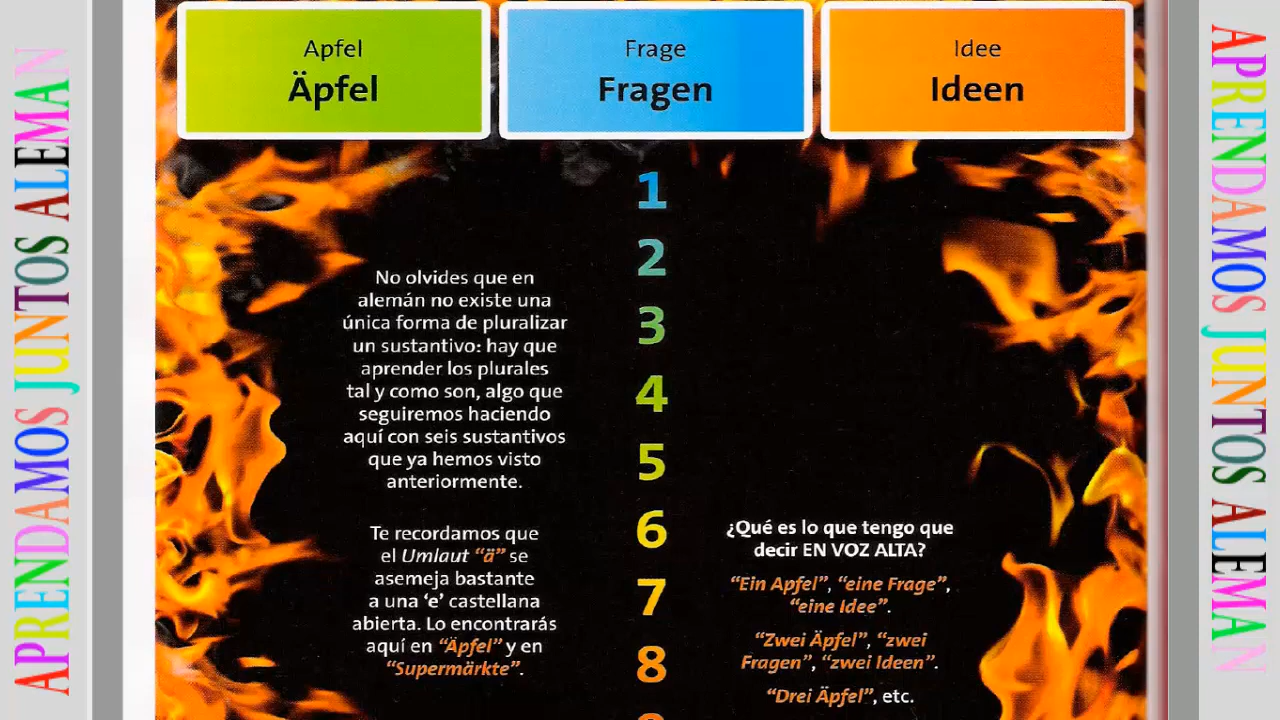 APRENDAMOS JUNTOS ALEMAN
Apfel
Äpfel
Frage
Fragen
Idee
Ideen
No olvides que en
alemán no existe una
única forma de pluralizar
un sustantivo: hay que
aprender los plurales
tal y como son, algo que
seguiremos haciendo
aquí con seis sustantivos
que ya hemos visto
anteriormente.
Te recordamos que
el Umlaut “ä” se
asemeja bastante
a una ‘e’ castellana
abierta. Lo encontrarás
aquí en “Äpfel” y en
“Supermärkte”.
1
2
3
4
5
6
7
8
¿Qué es lo que tengo que
decir EN VOZ ALTA?
“Ein Apfel”, “eine Frage”,
“eine Idee”.
“Zwei Äpfel”, “zwei
Fragen”, “zwei Ideen”.
“Drei Äpfel”, etc.
APRENDAMOS JUNTOS ALEMAN